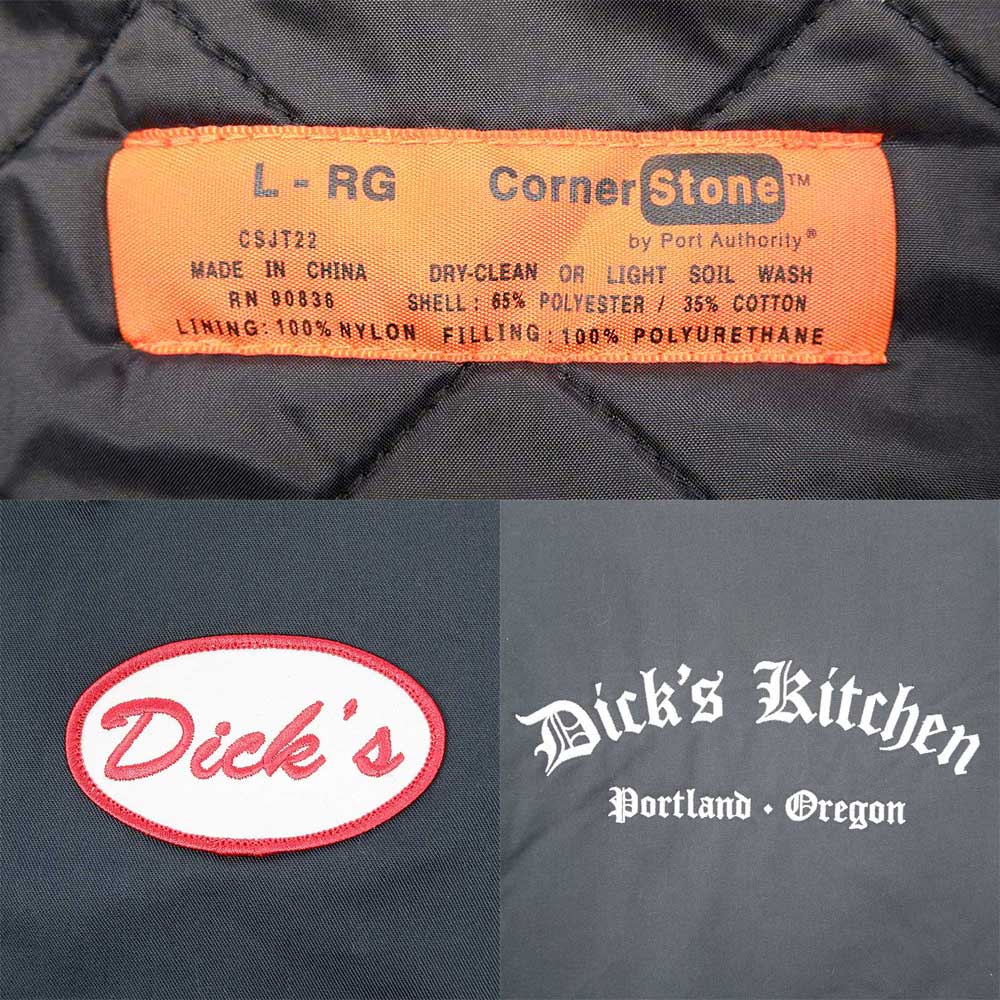 L - RG CornerStone™
by Port Authority®
CSJT22
MADE IN CHINA DRY-CLEAN OR LIGHT SOIL WASH
RN 90836 SHELL: 65% POLYESTER / 35% COTTON
LINING: 100% NYLON FILLING: 100% POLYURETHANE
Dick's
Dick's Kitchen
Portland • Oregon